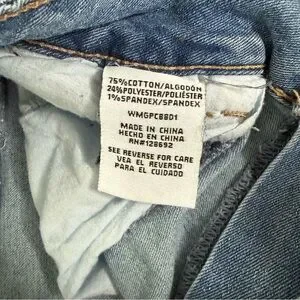 75%COTTON/ALGODÓN
24%POLYESTER/POLIÉSTER
1%SPANDEX/SPANDEX
WMGPCB8D1
MADE IN CHINA
HECHO EN CHINA
RN#128692
SEE REVERSE FOR CARE
VEA EL REVERSO
PARA EL CUIDADO